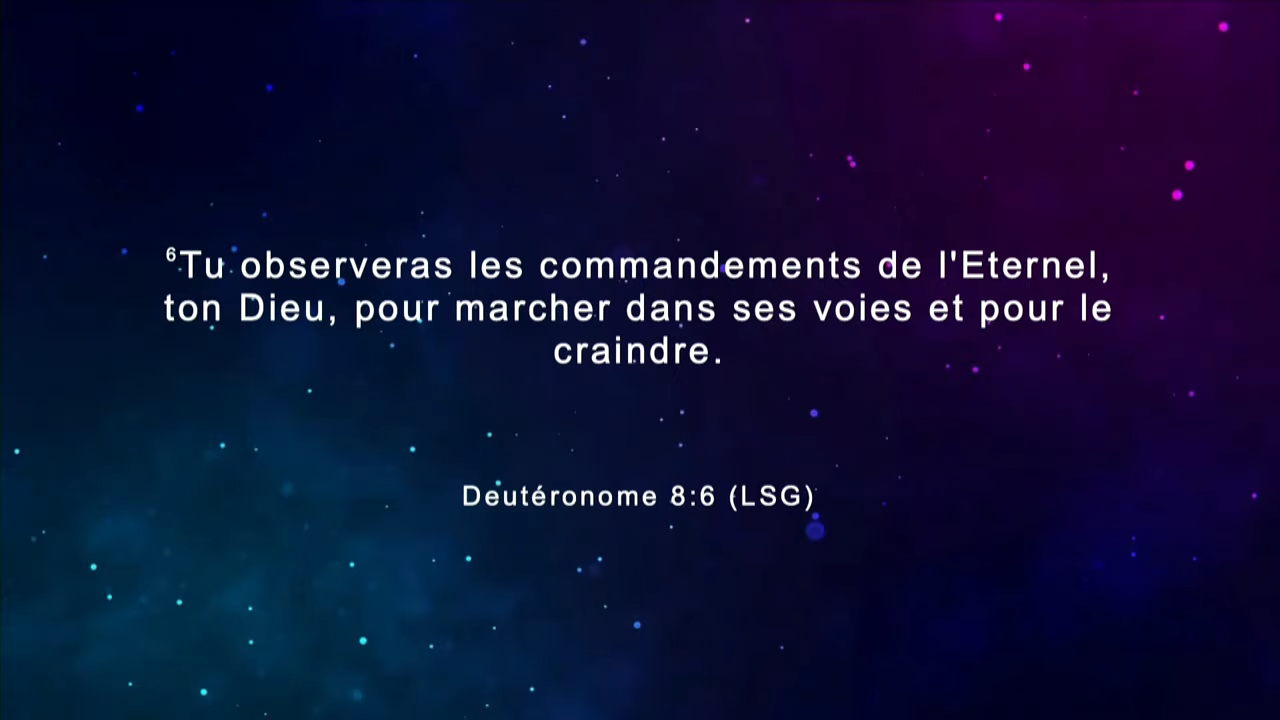 ⁶Tu observeras les commandements de l'Eternel,
ton Dieu, pour marcher dans ses voies et pour le
craindre.
Deutéronome 8:6 (LSG)